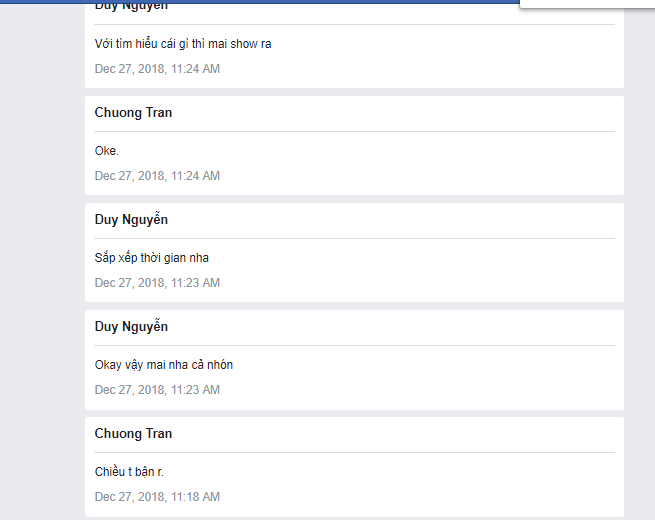 Duy Nguyễn
Với tìm hiểu cái gì thì mai show ra
Dec 27, 2018, 11:24 AM
Chuong Tran
Oke.
Dec 27, 2018, 11:24 AM
Duy Nguyễn
Sắp xếp thời gian nha
Dec 27, 2018, 11:23 AM
Duy Nguyễn
Okay vậy mai nha cả nhón
Dec 27, 2018, 11:23 AM
Chuong Tran
Chiều t bận r.
Dec 27, 2018, 11:18 AM